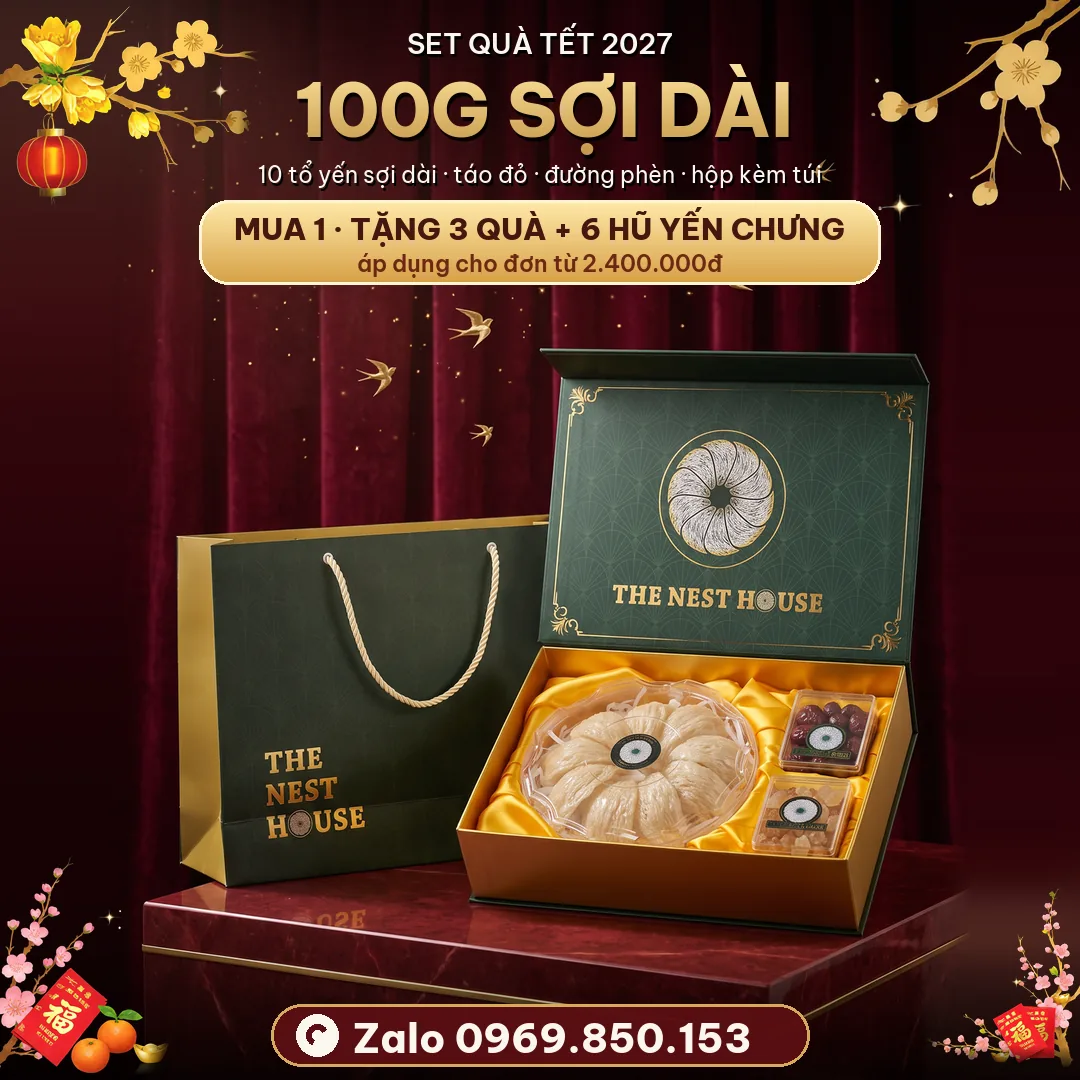 SET QUÀ TẾT 2027
100G SỢI DÀI
10 tổ yến sợi dài · táo đỏ · đường phèn · hộp kèm túi
MUA 1 · TẶNG 3 QUÀ + 6 HŨ YẾN CHƯNG
áp dụng cho đơn từ 2.400.000đ
THE NEST HOUSE
THE
NEST
HOUSE
福
福
Zalo 0969.850.153